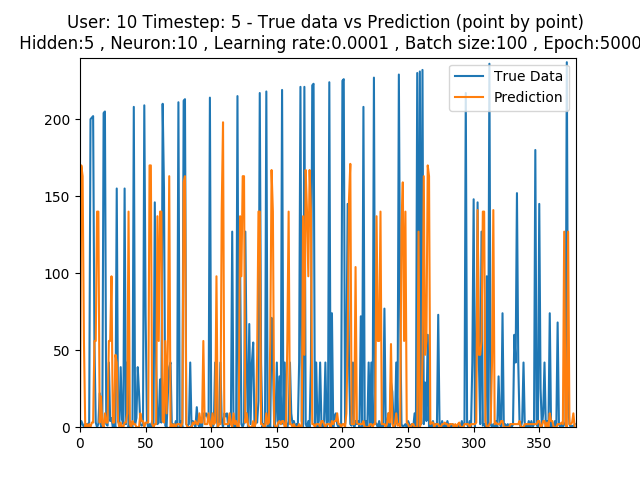 User: 10 Timestep: 5 - True data vs Prediction (point by point)
Hidden:5 , Neuron:10 , Learning rate:0.0001 , Batch size:100 , Epoch:5000
True Data
Prediction
200
150
100
50
0
0 50 100 150 200 250 300 350